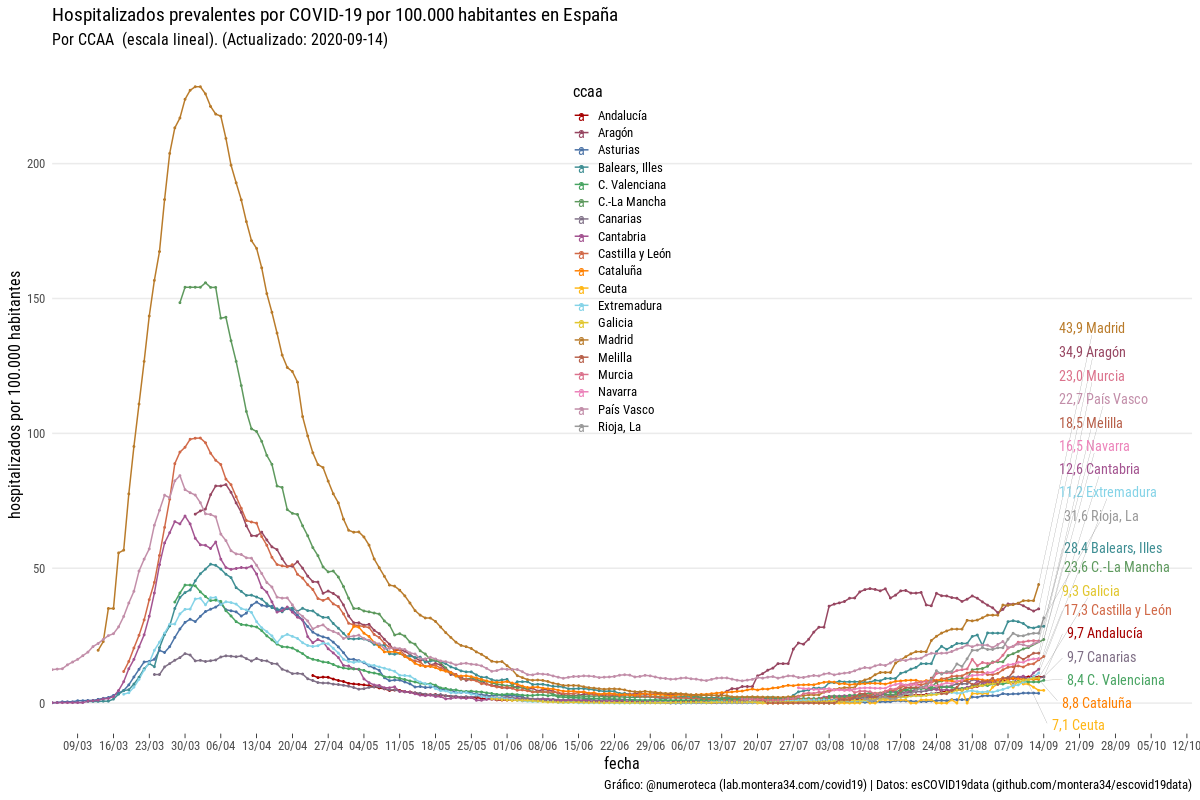 Hospitalizados prevalentes por COVID-19 por 100.000 habitantes en España
Por CCAA  (escala lineal). (Actualizado: 2020-09-14)
hospitalizados por 100.000 habitantes
200
150
100
50
0
ccaa
Andalucía
Aragón
Asturias
Balears, Illes
C. Valenciana
C.-La Mancha
Canarias
Cantabria
Castilla y León
Cataluña
Ceuta
Extremadura
Galicia
Madrid
Melilla
Murcia
Navarra
País Vasco
Rioja, La
43,9 Madrid
34,9 Aragón
23,0 Murcia
22,7 País Vasco
18,5 Melilla
16,5 Navarra
12,6 Cantabria
11,2 Extremadura
31,6 Rioja, La
28,4 Balears, Illes
23,6 C.-La Mancha
9,3 Galicia
17,3 Castilla y León
9,7 Andalucía
9,7 Canarias
8,4 C. Valenciana
8,8 Cataluña
7,1 Ceuta
09/03 16/03 23/03 30/03 06/04 13/04 20/04 27/04 4/05 11/05 18/05 25/05 01/06 08/06 15/06 22/06 29/06 06/07 13/07 20/07 27/07 03/08 10/08 17/08 24/08 31/08 07/09 14/09 21/09 28/09 05/10 12/10
fecha
Gráfico: @numeroteca (lab.montera34.com/covid19) | Datos: esCOVID19data (github.com/montera34/escovid19data)